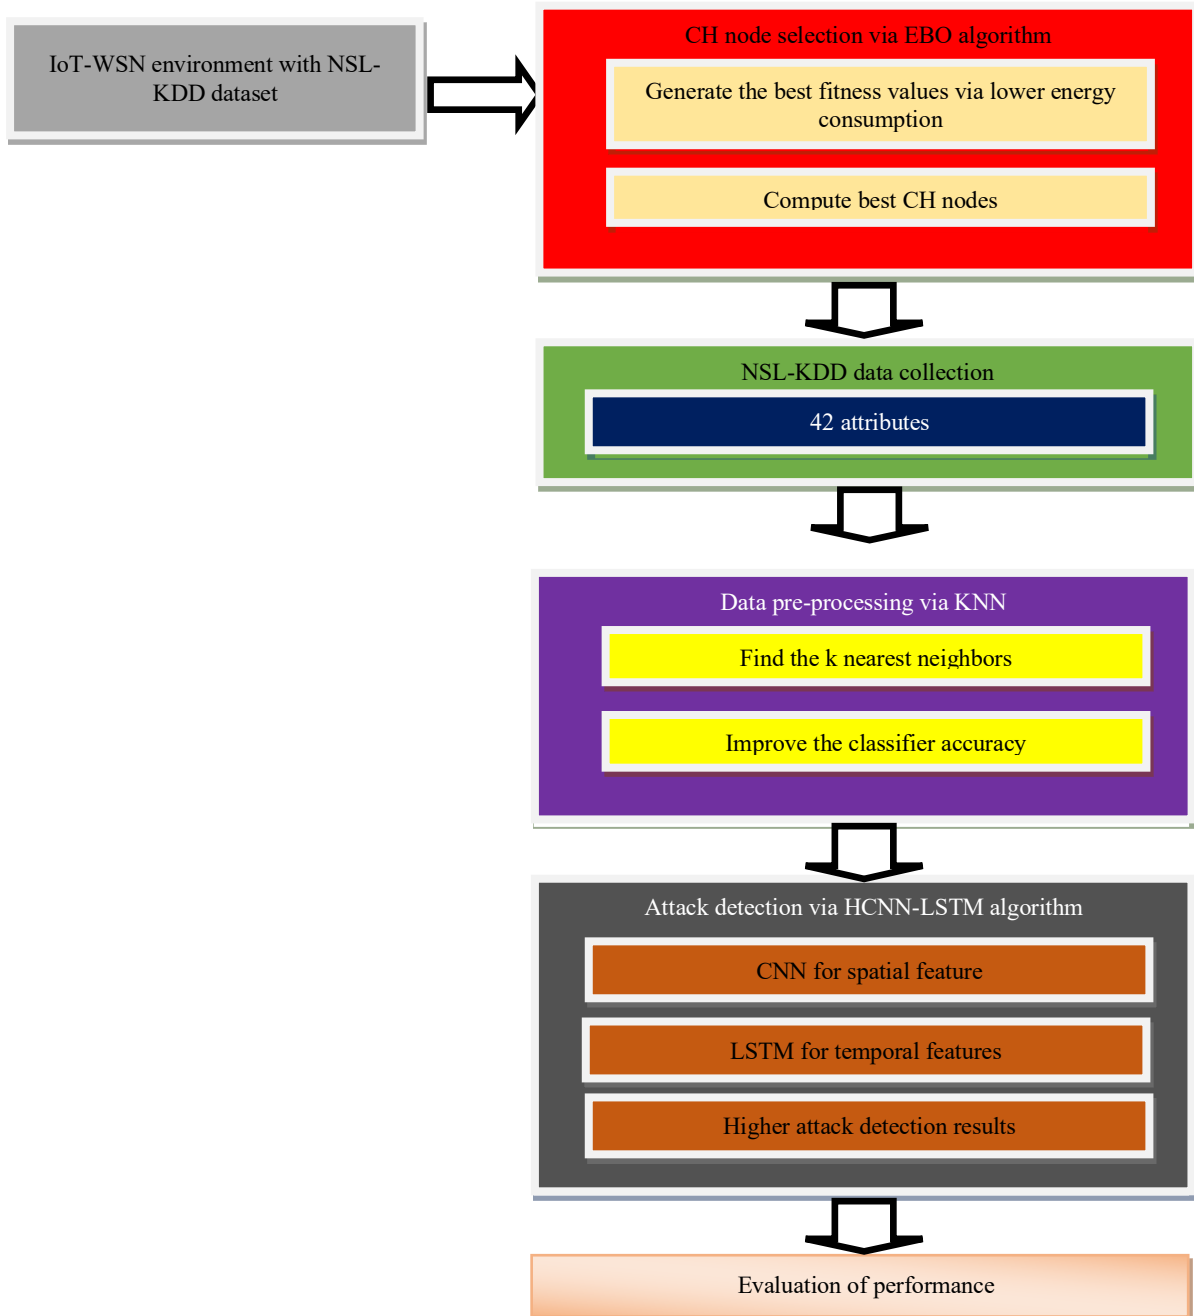 IoT-WSN environment with NSL-
KDD dataset
CH node selection via EBO algorithm
Generate the best fitness values via lower energy
consumption
Compute best CH nodes
NSL-KDD data collection
42 attributes
Data pre-processing via KNN
Find the k nearest neighbors
Improve the classifier accuracy
Attack detection via HCNN-LSTM algorithm
CNN for spatial feature
LSTM for temporal features
Higher attack detection results
Evaluation of performance